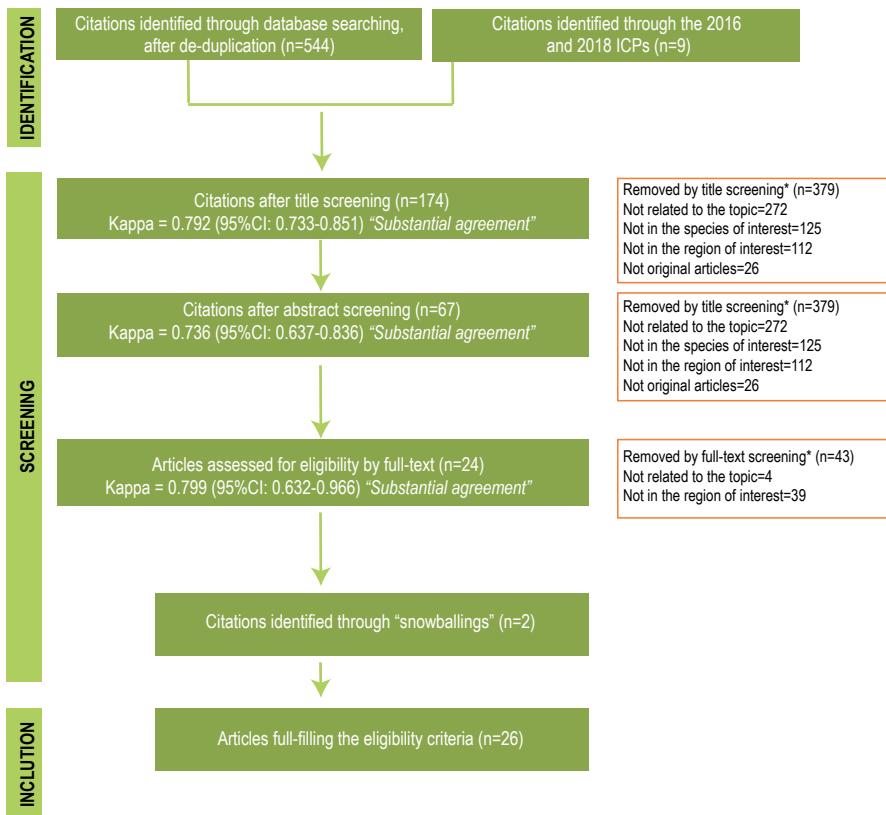 IDENTIFICATION
Citations identified through database searching,
after de-duplication (n=544)
Citations identified through the 2016
and 2018 ICPs (n=9)
SCREENING
Citations after title screening (n=174)
Kappa = 0.792 (95%CI: 0.733-0.851) “Substantial agreement”
Removed by title screening* (n=379)
Not related to the topic=272
Not in the species of interest=125
Not in the region of interest=112
Not original articles=26
Citations after abstract screening (n=67)
Kappa = 0.736 (95%CI: 0.637-0.836) “Substantial agreement”
Removed by title screening* (n=379)
Not related to the topic=272
Not in the species of interest=125
Not in the region of interest=112
Not original articles=26
Articles assessed for eligibility by full-text (n=24)
Kappa = 0.799 (95%CI: 0.632-0.966) “Substantial agreement”
Removed by full-text screening* (n=43)
Not related to the topic=4
Not in the region of interest=39
Citations identified through “snowballings” (n=2)
INCLUTION
Articles full-filling the eligibility criteria (n=26)